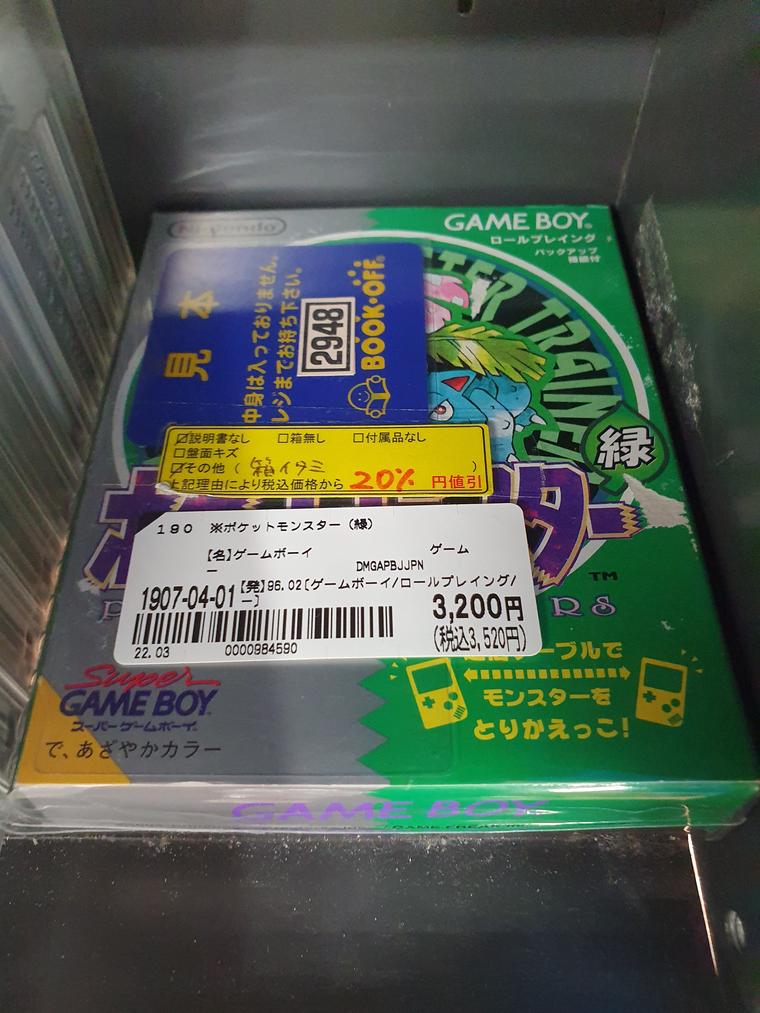 Nintendo
GAME BOY
ロールプレイング
バックアップ
機能付
見本
中身は入っておりません。
レジまでお持ち下さい。
2948
BOOK·OFF
TER TRAINER
緑
☑説明書なし □箱無し □付属品なし
□盤面キズ
☑その他 ( 箱イタミ )
上記理由により税込価格から 20% 円値引
190 ※ポケットモンスター (緑)
【名】ゲームボーイ ゲーム
DMGAPBJJPN
1907-04-01 【発】96.02[ゲームボーイ/ロールプレイング/
ー]
3,200円
(税込3,520円)
22.03 0000984590
TM
P RS
Super
GAME BOY
スーパーゲームボーイ
で、あざやかカラー
ケーブルで
モンスターを
とりかえっこ!
GAME BOY